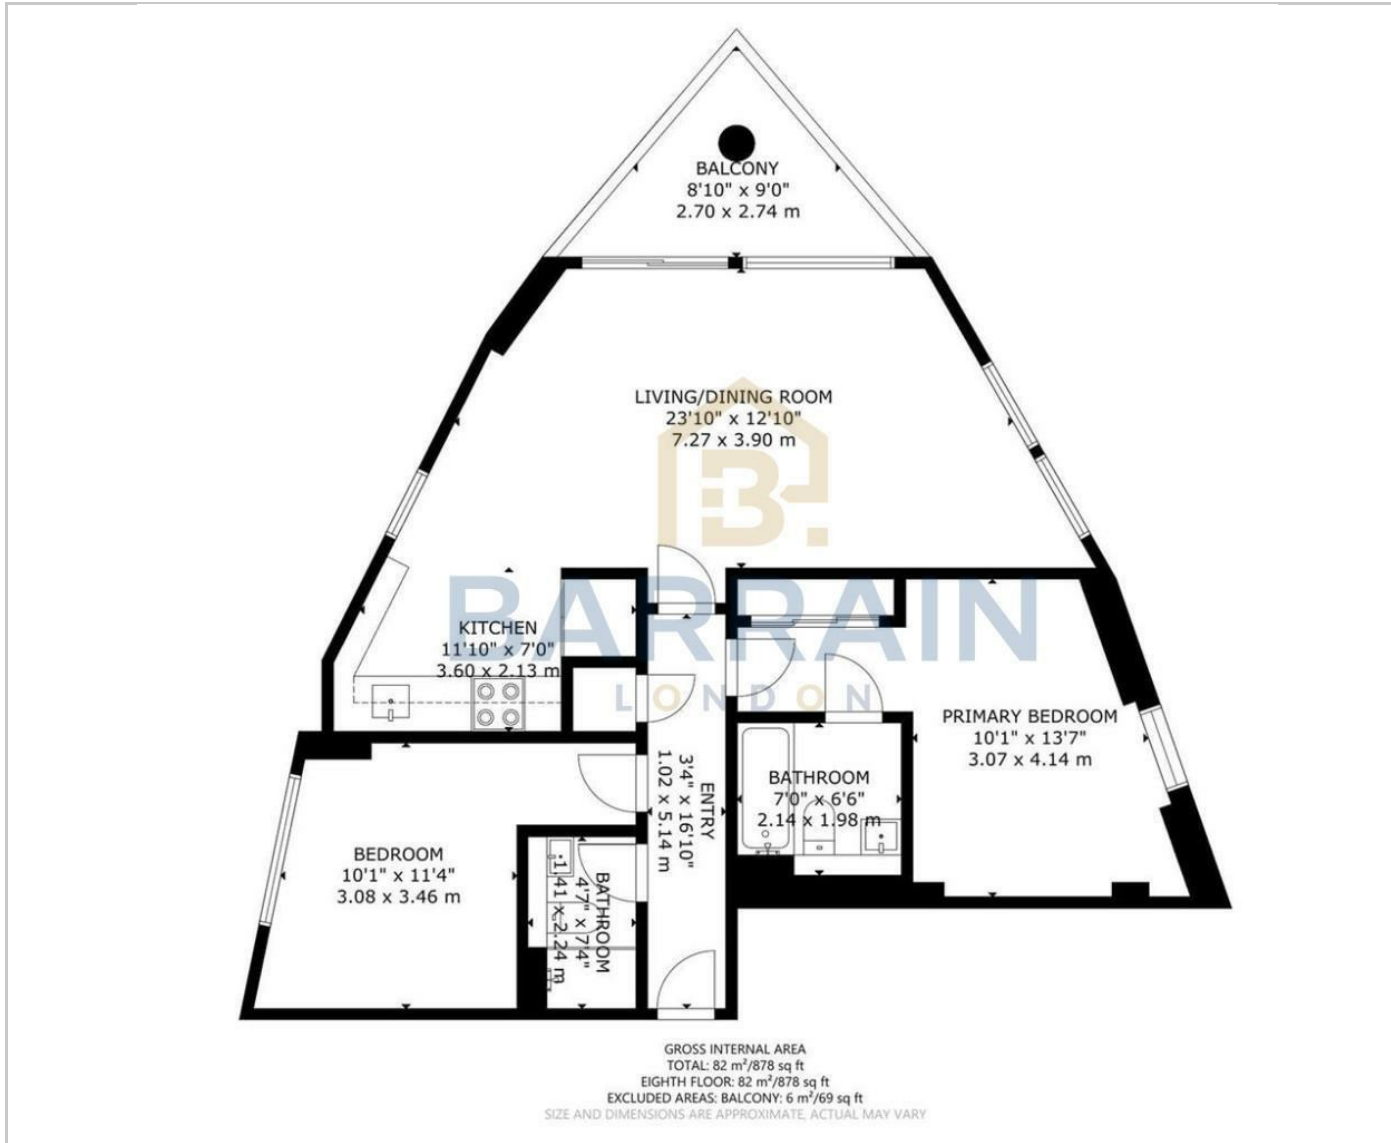 BALCONY
8'10" x 9'0"
2.70 x 2.74 m
LIVING/DINING ROOM
23'10" x 12'10"
7.27 x 3.90 m
B.
BARRAIN
LONDON
KITCHEN
11'10" x 7'0"
3.60 x 2.13 m
PRIMARY BEDROOM
10'1" x 13'7"
3.07 x 4.14 m
ENTRY
3'4" x 16'10"
1.02 x 5.14 m
BATHROOM
7'0" x 6'6"
2.14 x 1.98 m
BEDROOM
10'1" x 11'4"
3.08 x 3.46 m
BATHROOM
4'7" x 7'4"
1.41 x 2.24 m
GROSS INTERNAL AREA
TOTAL: 82 m²/878 sq ft
EIGHTH FLOOR: 82 m²/878 sq ft
EXCLUDED AREAS: BALCONY: 6 m²/69 sq ft
SIZE AND DIMENSIONS ARE APPROXIMATE, ACTUAL MAY VARY